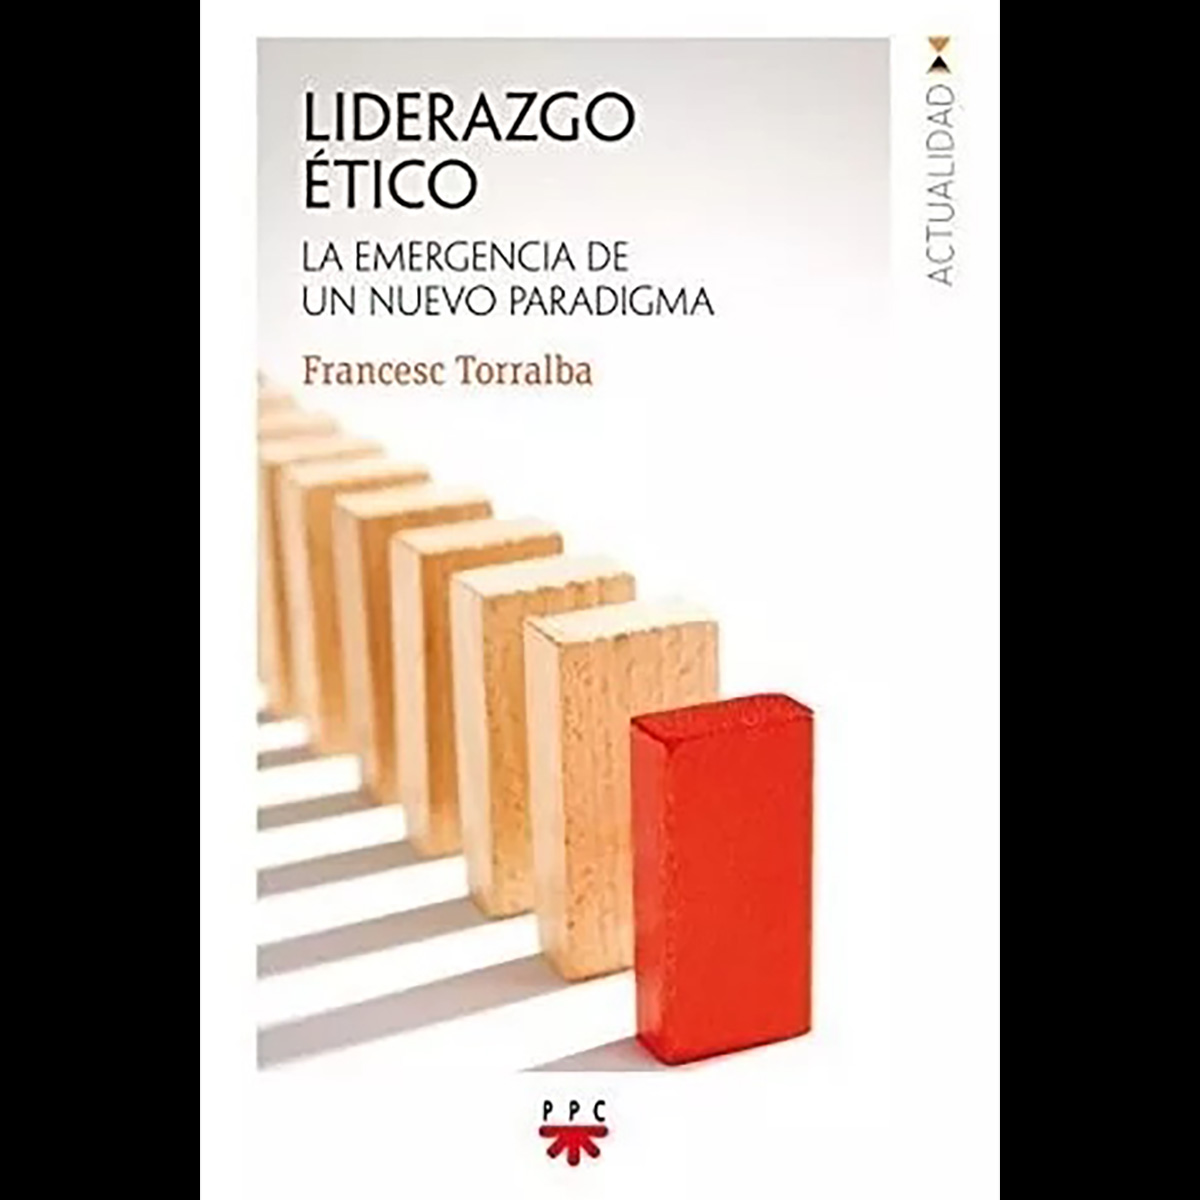 LIDERAZGO
ÉTICO
LA EMERGENCIA DE
UN NUEVO PARADIGMA
Francesc Torralba
ACTUALIDAD
PPC